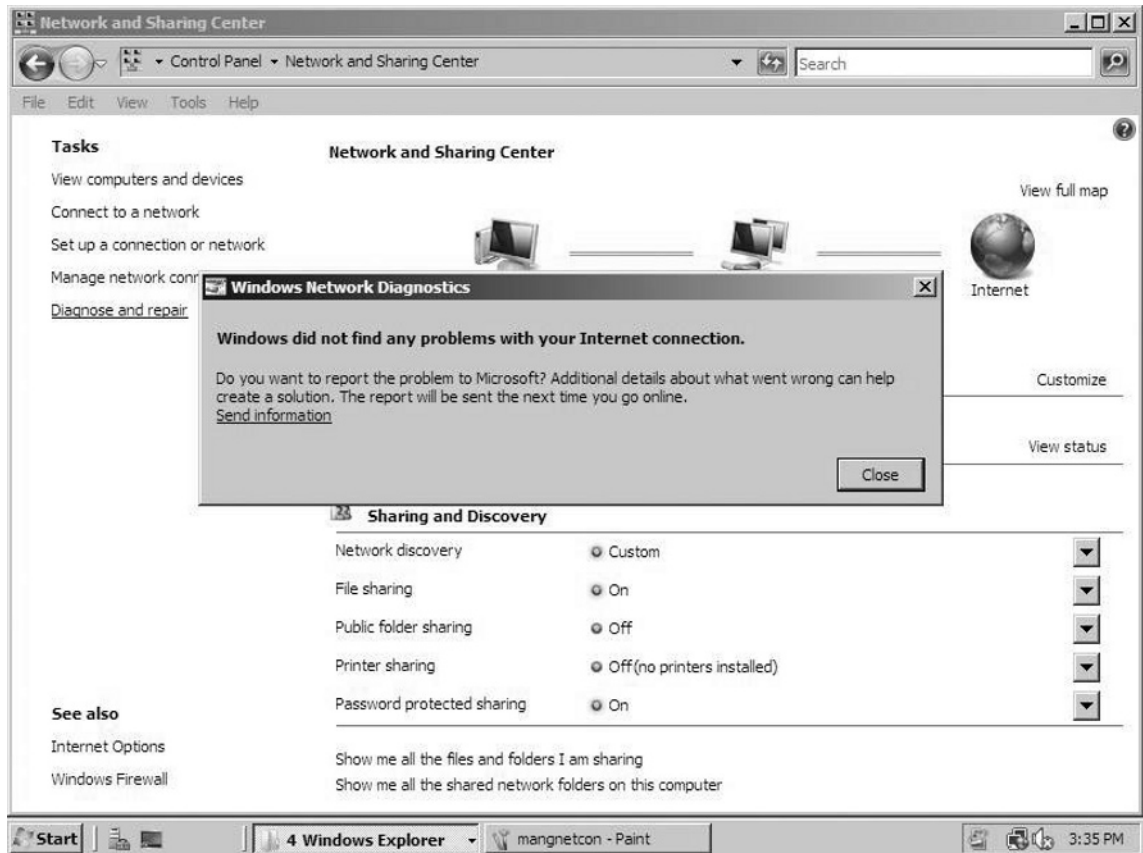 Network and Sharing Center
Control Panel Network and Sharing Center
Search
File Edit View Tools Help
Tasks
View computers and devices
Connect to a network
Set up a connection or network
Manage network conn
Diagnose and repair
Network and Sharing Center
View full map
Internet
Windows Network Diagnostics
Windows did not find any problems with your Internet connection.
Do you want to report the problem to Microsoft? Additional details about what went wrong can help
create a solution. The report will be sent the next time you go online.
Send information
Close
Customize
View status
Sharing and Discovery
Network discovery Custom
File sharing On
Public folder sharing Off
Printer sharing Off(no printers installed)
Password protected sharing On
Show me all the files and folders I am sharing
Show me all the shared network folders on this computer
See also
Internet Options
Windows Firewall
Start
4 Windows Explorer
mangnetcon - Paint
3:35 PM